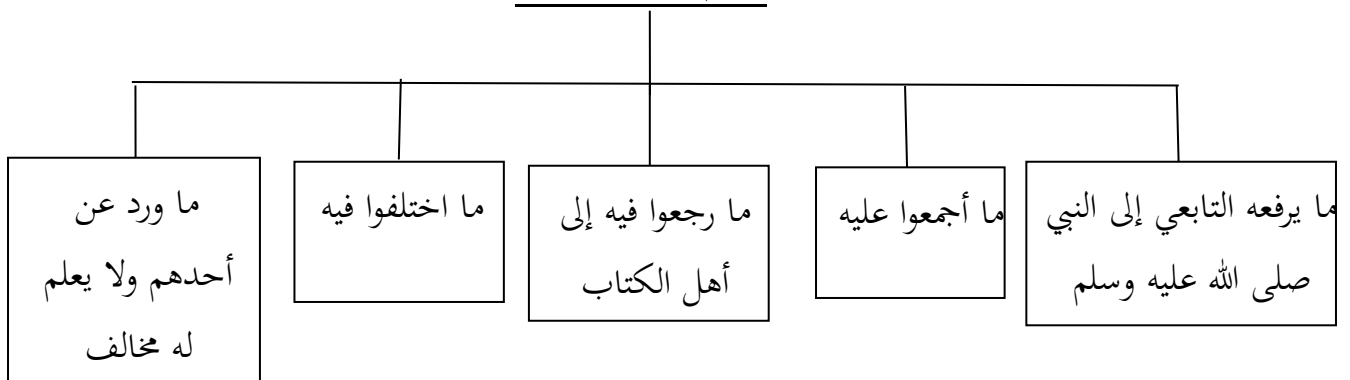 ما يرفعه التابعي إلى النبي
صلى الله عليه وسلم
ما أجمعوا عليه
ما رجعوا فيه إلى
أهل الكتاب
ما اختلفوا فيه
ما ورد عن
أحدهم ولا يعلم
له مخالف